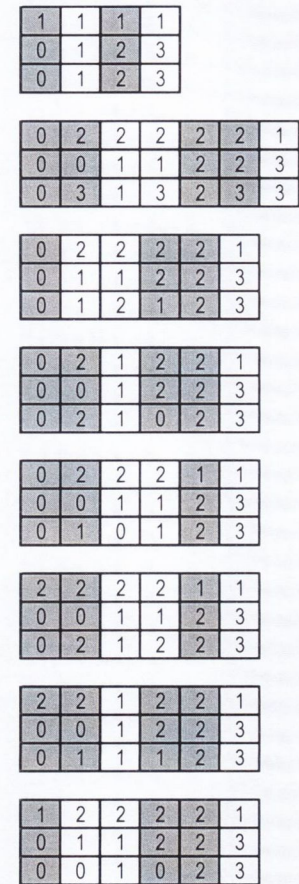 1 1 1 1
0 1 2 3
0 1 2 3
0 2 2 2 2 2 1
0 0 1 1 2 2 3
0 3 1 3 2 3 3
0 2 2 2 2 1
0 1 1 2 2 3
0 1 2 1 2 3
0 2 1 2 2 1
0 0 1 2 2 3
0 2 1 0 2 3
0 2 2 2 1 1
0 0 1 1 2 3
0 1 0 1 2 3
2 2 2 2 1 1
0 0 1 1 2 3
0 2 1 2 2 3
2 2 1 2 2 1
0 0 1 2 2 3
0 1 1 1 2 3
1 2 2 2 2 1
0 1 1 2 2 3
0 0 1 0 2 3